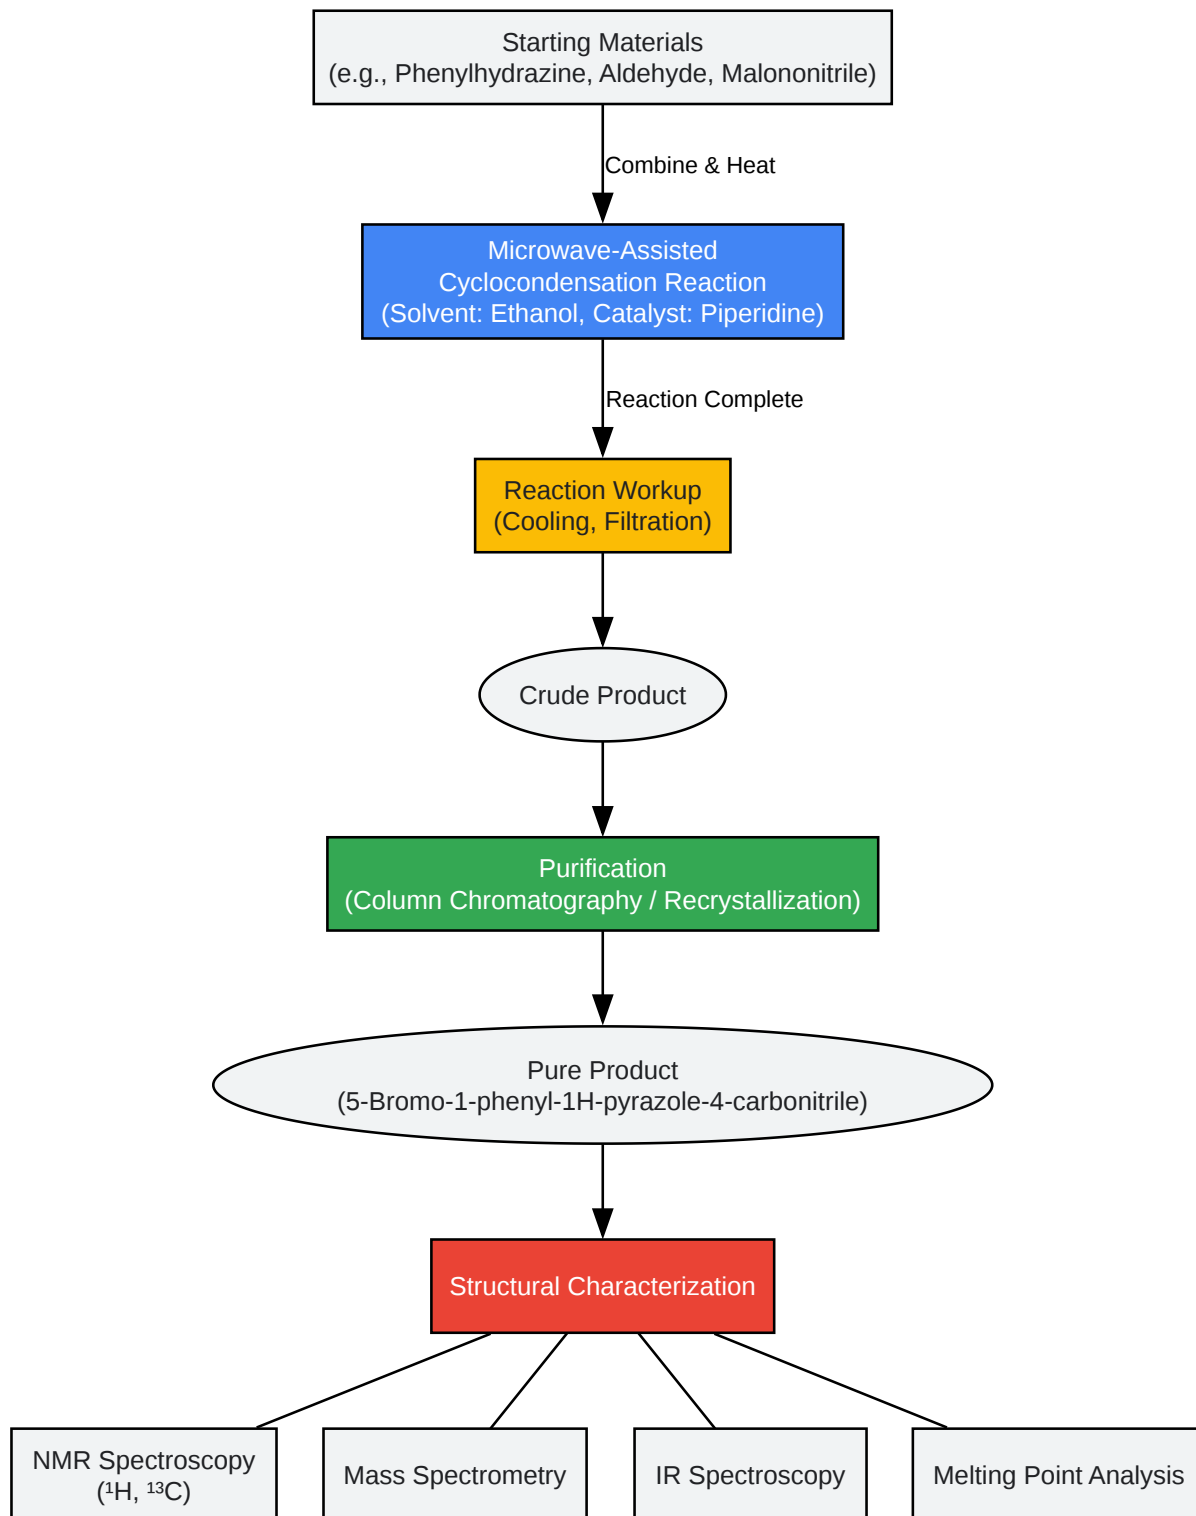 Starting Materials
(e.g., Phenylhydrazine, Aldehyde, Malononitrile)
Combine & Heat
Microwave-Assisted
Cyclocondensation Reaction
(Solvent: Ethanol, Catalyst: Piperidine)
Reaction Complete
Reaction Workup
(Cooling, Filtration)
Crude Product
Purification
(Column Chromatography / Recrystallization)
Pure Product
(5-Bromo-1-phenyl-1H-pyrazole-4-carbonitrile)
Structural Characterization
NMR Spectroscopy
(¹H, ¹³C)
Mass Spectrometry
IR Spectroscopy
Melting Point Analysis